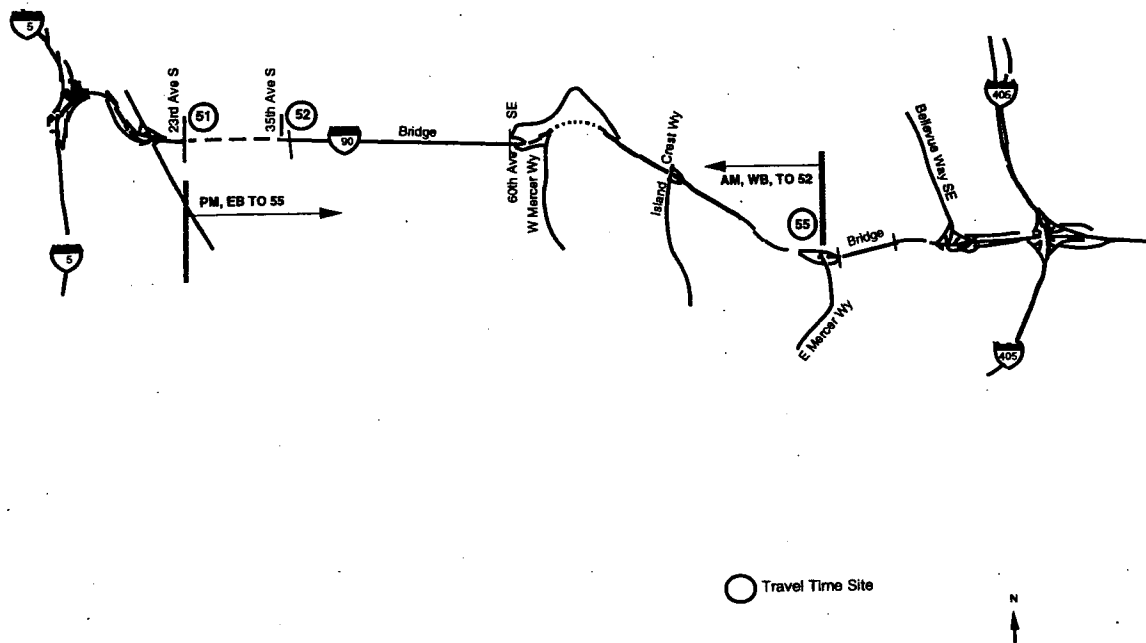 5
23rd Ave S
51
35th Ave S
52
90
Bridge
60th Ave SE
W Mercer Wy
Island Crest Wy
AM, WB, TO 52
55
Bridge
Bellevue Way SE
405
PM, EB TO 55
5
E Mercer Wy
405
Travel Time Site
N